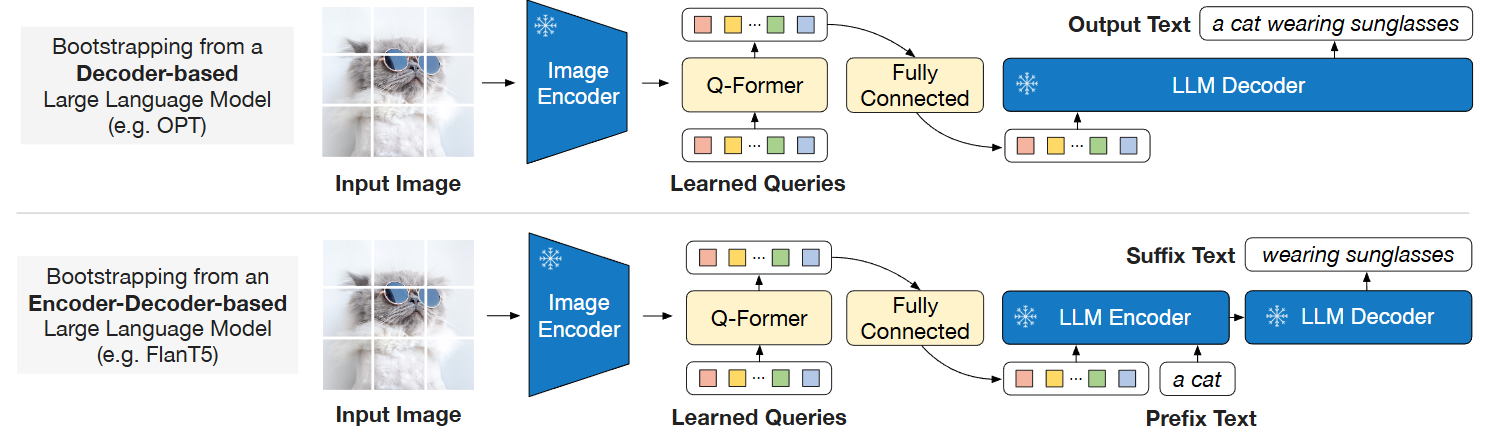 Bootstrapping from a
Decoder-based
Large Language Model
(e.g. OPT)
Input Image
Image
Encoder
...
Q-Former
...
Learned Queries
Fully
Connected
...
Output Text
a cat wearing sunglasses
LLM Decoder
Bootstrapping from an
Encoder-Decoder-based
Large Language Model
(e.g. FlanT5)
Input Image
Image
Encoder
...
Q-Former
...
Learned Queries
Fully
Connected
...
LLM Encoder
a cat
Prefix Text
Suffix Text
wearing sunglasses
LLM Decoder